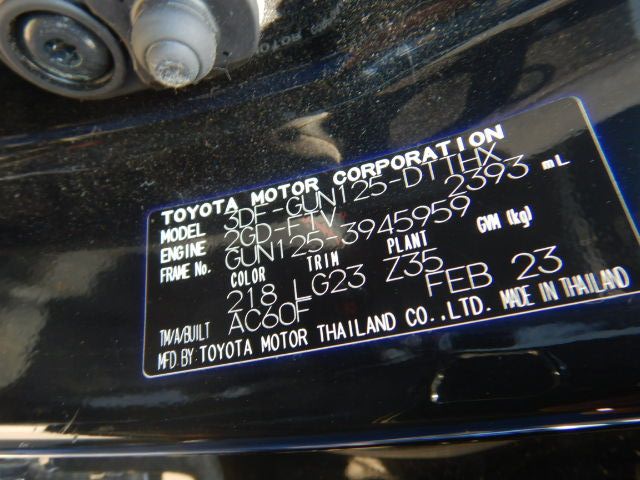 TOYOTA MOTOR CORPORATION
MODEL 3DF-GUN125-DTTHX
ENGINE 2GD-FTV 2393 mL
FRAME No. GUN125-3945959
COLOR TRIM PLANT GVM (kg)
218 LG23 Z35
TM/A/BUILT AC60F FEB 23
MFD BY TOYOTA MOTOR THAILAND CO.,LTD. MADE IN THAILAND